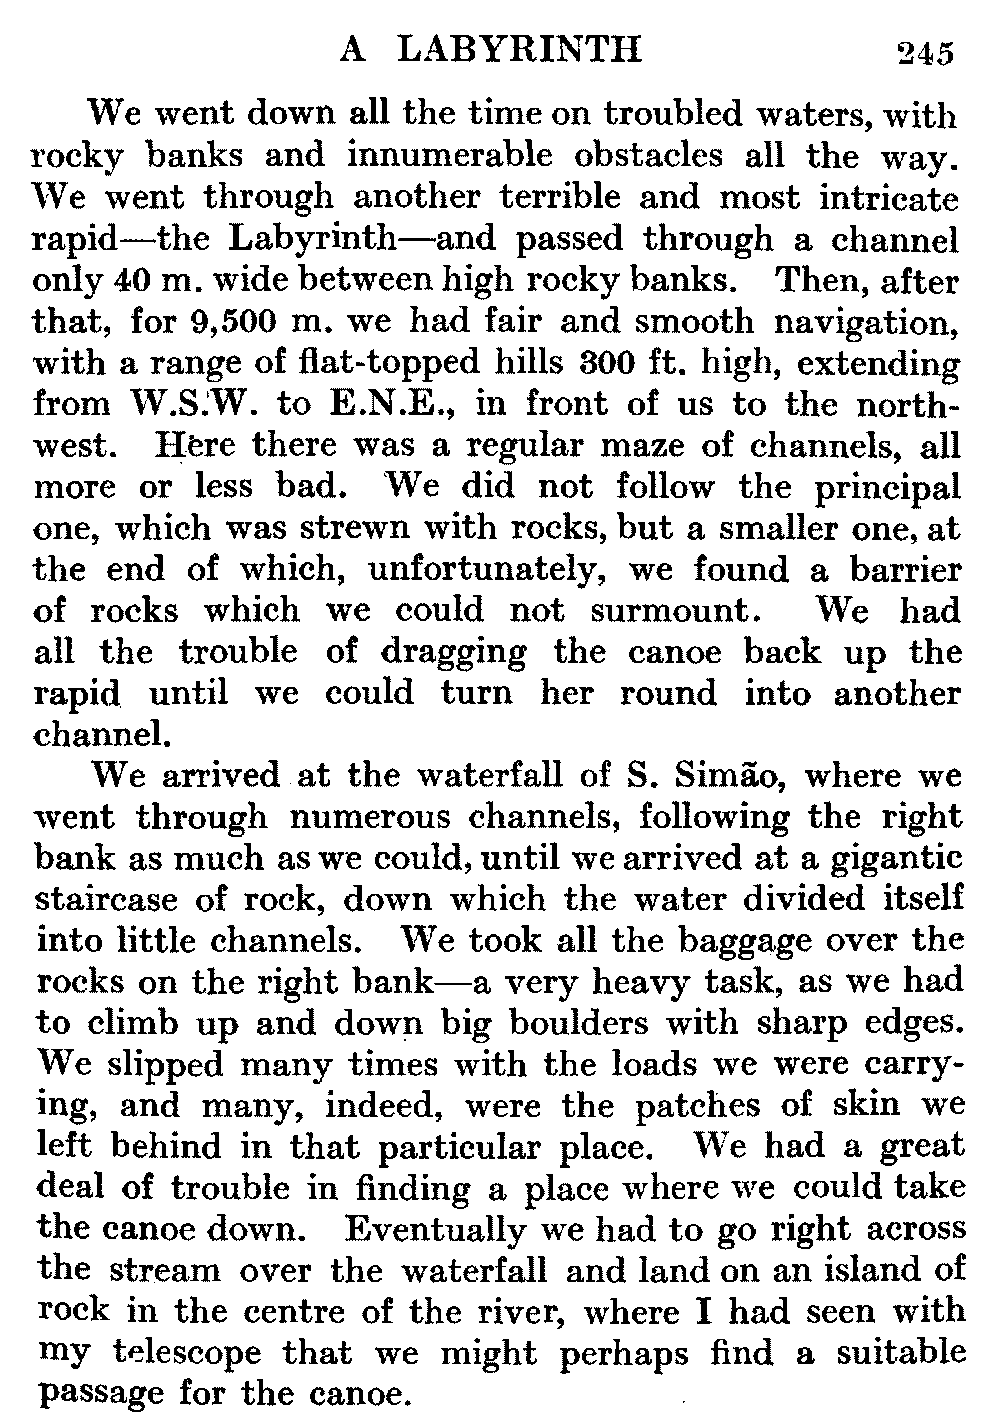 A LABYRINTH 245
We went down all the time on troubled waters, with
rocky banks and innumerable obstacles all the way.
We went through another terrible and most intricate
rapid—the Labyrinth—and passed through a channel
only 40 m. wide between high rocky banks. Then, after
that, for 9,500 m. we had fair and smooth navigation,
with a range of flat-topped hills 300 ft. high, extending
from W.S.W. to E.N.E., in front of us to the north-
west. Here there was a regular maze of channels, all
more or less bad. We did not follow the principal
one, which was strewn with rocks, but a smaller one, at
the end of which, unfortunately, we found a barrier
of rocks which we could not surmount. We had
all the trouble of dragging the canoe back up the
rapid until we could turn her round into another
channel.
We arrived at the waterfall of S. Simão, where we
went through numerous channels, following the right
bank as much as we could, until we arrived at a gigantic
staircase of rock, down which the water divided itself
into little channels. We took all the baggage over the
rocks on the right bank—a very heavy task, as we had
to climb up and down big boulders with sharp edges.
We slipped many times with the loads we were carry-
ing, and many, indeed, were the patches of skin we
left behind in that particular place. We had a great
deal of trouble in finding a place where we could take
the canoe down. Eventually we had to go right across
the stream over the waterfall and land on an island of
rock in the centre of the river, where I had seen with
my telescope that we might perhaps find a suitable
passage for the canoe.